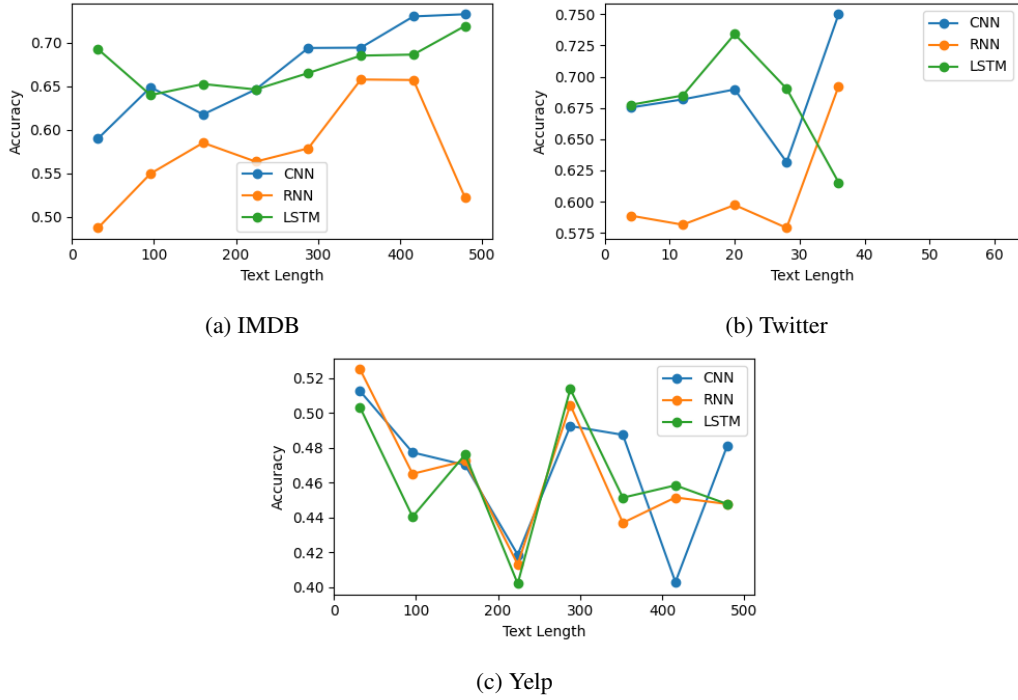 0.70
0.65
0.60
0.55
0.50
Accuracy
CNN
RNN
LSTM
0 100 200 300 400 500
Text Length
(a) IMDB
0.750
0.725
0.700
0.675
0.650
0.625
0.600
0.575
Accuracy
CNN
RNN
LSTM
0 10 20 30 40 50 60
Text Length
(b) Twitter
0.52
0.50
0.48
0.46
0.44
0.42
0.40
Accuracy
CNN
RNN
LSTM
0 100 200 300 400 500
Text Length
(c) Yelp